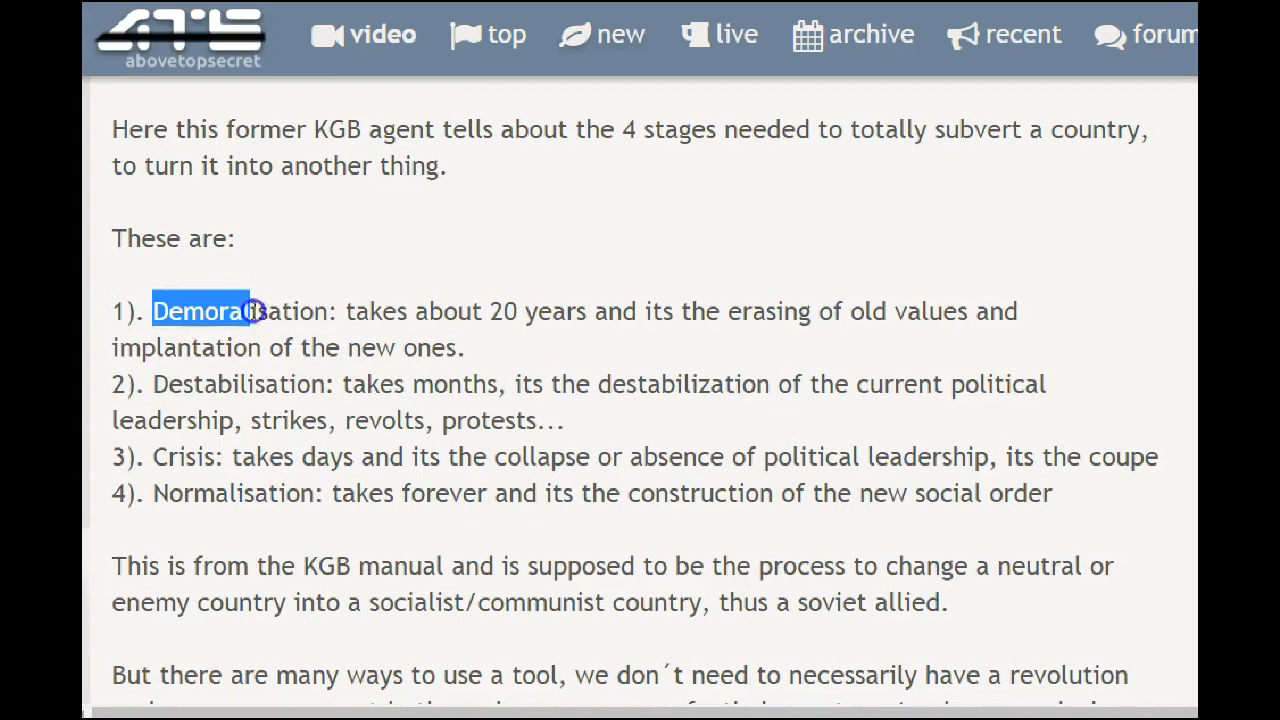 ATS
abovetopsecret
video top new live archive recent forum
Here this former KGB agent tells about the 4 stages needed to totally subvert a country,
to turn it into another thing.
These are:
1). Demoralisation: takes about 20 years and its the erasing of old values and
implantation of the new ones.
2). Destabilisation: takes months, its the destabilization of the current political
leadership, strikes, revolts, protests...
3). Crisis: takes days and its the collapse or absence of political leadership, its the coupe
4). Normalisation: takes forever and its the construction of the new social order
This is from the KGB manual and is supposed to be the process to change a neutral or
enemy country into a socialist/communist country, thus a soviet allied.
But there are many ways to use a tool, we don´t need to necessarily have a revolution